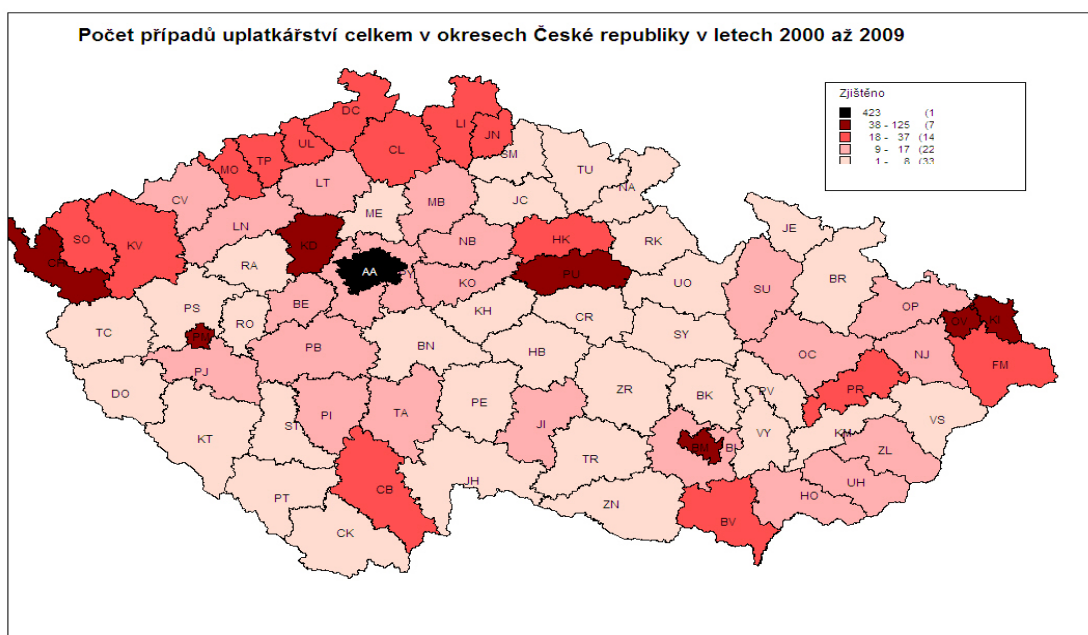 Počet případů uplatkářství celkem v okresech České republiky v letech 2000 až 2009
Zjištěno
423 (1
38 - 125 (7
18 - 37 (14
9 - 17 (22
1 - 8 (33
DC
LI
UL
JN
TP
CL
SM
MO
TU
NA
LT
CV
MB
JC
ME
LN
JE
SO
KV
KD
NB
HK
RK
RA
AA
PU
BR
KO
UO
SU
BE
PS
KH
OP
RO
CR
KI
TC
SY
OV
PB
BN
HB
OC
NJ
FM
PJ
DO
PR
ZR
BK
PV
PI
TA
PE
ST
JI
VS
KT
VY
KM
BI
ZL
TR
JH
UH
CB
PT
HO
ZN
BV
CK